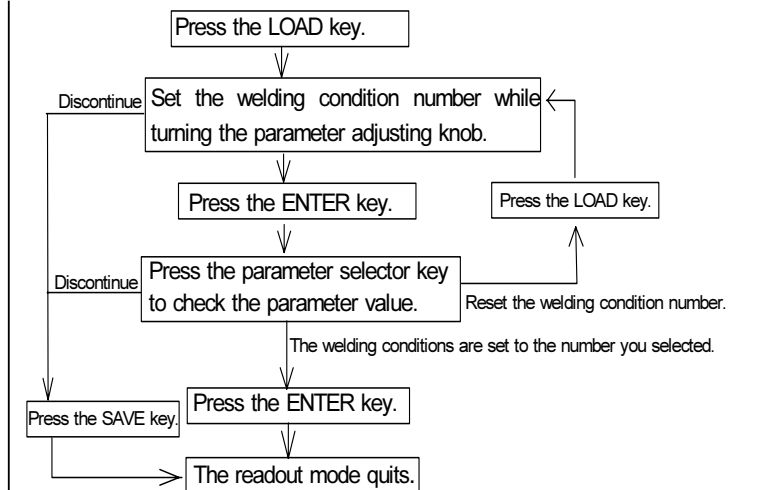 Press the LOAD key.
Discontinue
Set the welding condition number while
turning the parameter adjusting knob.
Press the ENTER key.
Press the LOAD key.
Discontinue
Press the parameter selector key
to check the parameter value.
Reset the welding condition number.
The welding conditions are set to the number you selected.
Press the SAVE key.
Press the ENTER key.
The readout mode quits.